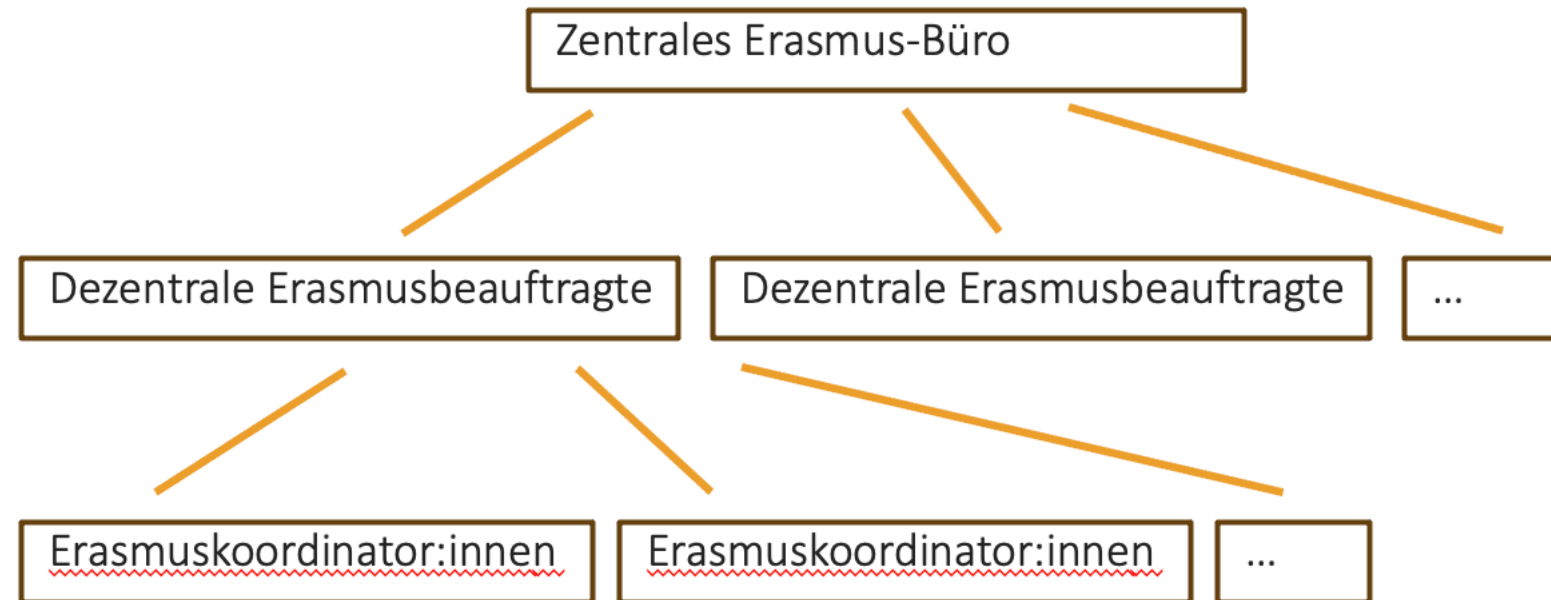 Zentrales Erasmus-Büro
Dezentrale Erasmusbeauftragte
Dezentrale Erasmusbeauftragte
...
Erasmuskoordinator:innen
Erasmuskoordinator:innen
...